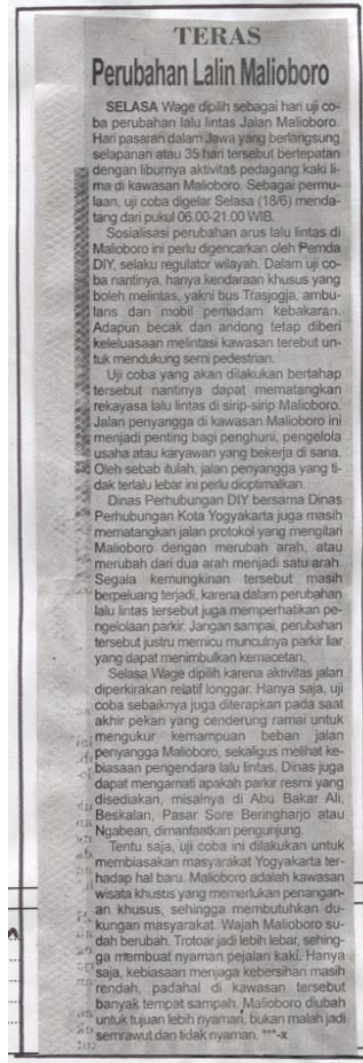 TERAS
Perubahan Lalin Malioboro
SELASA Wage dipilih sebagai hari uji co-
ba perubahan lalu lintas Jalan Malioboro.
Hari pasaran dalam Jawa yang berlangsung
selapanan atau 35 hari tersebut bertepatan
dengan liburnya aktivitas pedagang kaki li-
ma di kawasan Malioboro. Sebagai permu-
laan, uji coba digelar Selasa (18/6) menda-
tang dari pukul 06.00-21.00 WIB.
Sosialisasi perubahan arus lalu lintas di
Malioboro ini perlu digencarkan oleh Pemda
DIY, selaku regulator wilayah. Dalam uji co-
ba nantinya, hanya kendaraan khusus yang
boleh melintas, yakni bus Trasjogja, ambu-
lans dan mobil pemadam kebakaran.
Adapun becak dan andong tetap diberi
keleluasaan melintasi kawasan terebut un-
tuk mendukung semi pedestrian.
Uji coba yang akan dilakukan bertahap
tersebut nantinya dapat mematangkan
rekayasa lalu lintas di sirip-sirip Malioboro.
Jalan penyangga di kawasan Malioboro ini
menjadi penting bagi penghuni, pengelola
usaha atau karyawan yang bekerja di sana.
Oleh sebab itulah, jalan penyangga yang ti-
dak terlalu lebar ini perlu dioptimalkan.
Dinas Perhubungan DIY bersama Dinas
Perhubungan Kota Yogyakarta juga masih
mematangkan jalan protokol yang mengitari
Malioboro dengan merubah arah, atau
merubah dari dua arah menjadi satu arah.
Segala kemungkinan tersebut masih
berpeluang terjadi, karena dalam perubahan
lalu lintas tersebut juga memperhatikan pe-
ngelolaan parkir. Jangan sampai, perubahan
tersebut justru memicu munculnya parkir liar
yang dapat menimbulkan kemacetan.
Selasa Wage dipilih karena aktivitas jalan
diperkirakan relatif longgar. Hanya saja, uji
coba sebaiknya juga diterapkan pada saat
akhir pekan yang cenderung ramai untuk
mengukur kemampuan beban jalan
penyangga Malioboro, sekaligus melihat ke-
biasaan pengendara lalu lintas. Dinas juga
dapat mengamati apakah parkir resmi yang
disediakan, misalnya di Abu Bakar Ali,
Beskalan, Pasar Sore Beringharjo atau
Ngabean, dimanfaatkan pengunjung.
Tentu saja, uji coba ini dilakukan untuk
membiasakan masyarakat Yogyakarta ter-
hadap hal baru. Malioboro adalah kawasan
wisata khusus yang memerlukan penangan-
an khusus, sehingga membutuhkan du-
kungan masyarakat. Wajah Malioboro su-
dah berubah. Trotoar jadi lebih lebar, sehing-
ga membuat nyaman pejalan kaki. Hanya
saja, kebiasaan menjaga kebersihan masih
rendah, padahal di kawasan tersebut
banyak tempat sampah. Malioboro diubah
untuk tujuan lebih nyaman, bukan malah jadi
semrawut dan tidak nyaman. ***-x